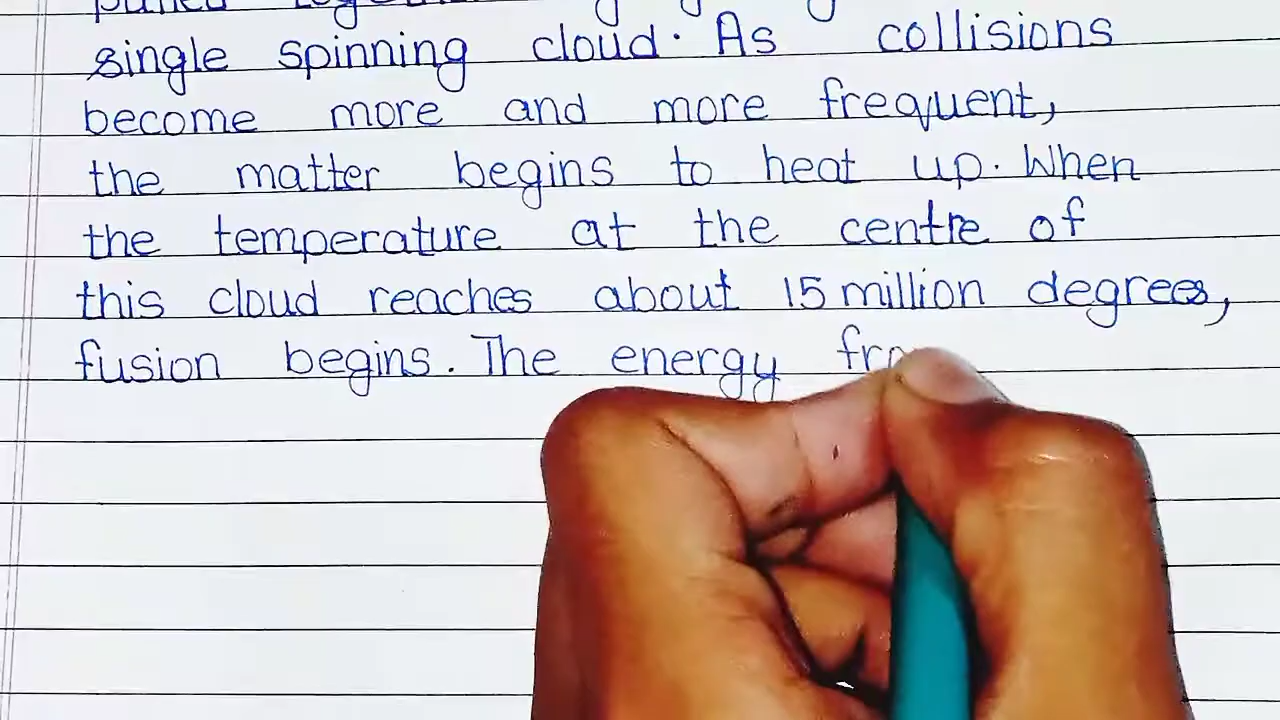 single spinning cloud. As collisions
become more and more frequent,
the matter begins to heat up. When
the temperature at the centre of
this cloud reaches about 15 million degrees,
fusion begins. The energy